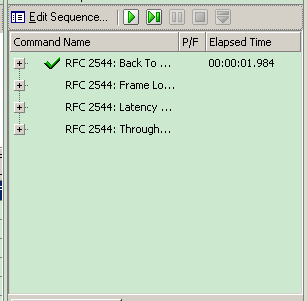 Edit Sequence...
Command Name P/F Elapsed Time
RFC 2544: Back To ... 00:00:01.984
RFC 2544: Frame Lo...
RFC 2544: Latency ...
RFC 2544: Through...